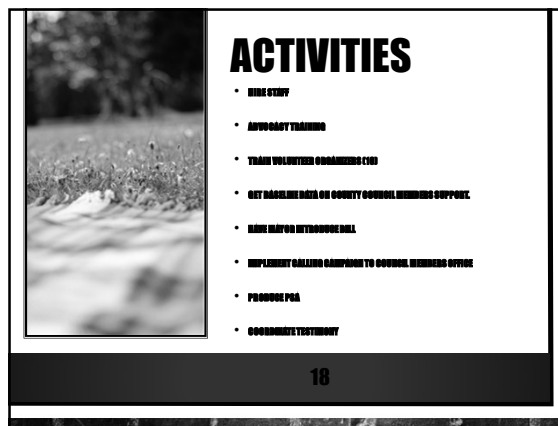 ACTIVITIES
• HIRE STAFF
• ADVOCACY TRAINING
• TRAIN VOLUNTEER ORGANIZERS (10)
• GET BASELINE DATA ON COUNTY COUNCIL MEMBERS SUPPORT.
• HAVE MAYOR INTRODUCE BILL
• IMPLEMENT CALLING CAMPAIGN TO COUNCIL MEMBERS OFFICE
• PRODUCE PSA
• COORDINATE TESTIMONY
18